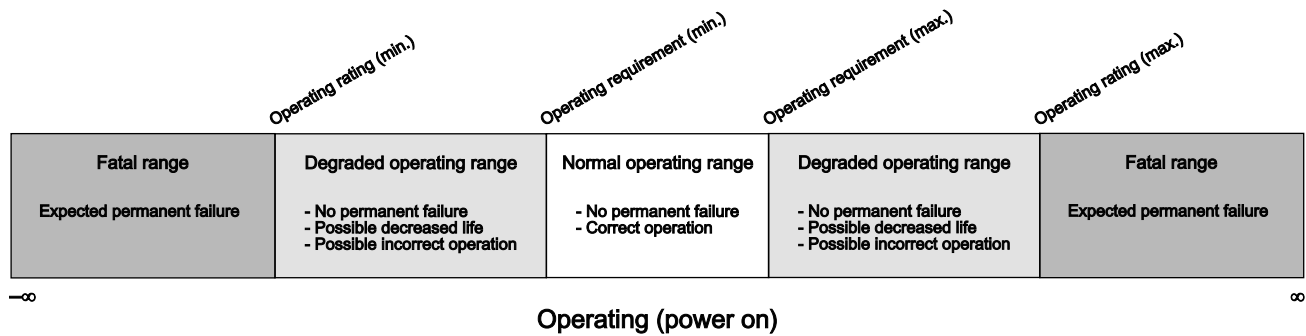 Operating rating (min.)
Operating requirement (min.)
Operating requirement (max.)
Operating rating (max.)
Fatal range
Expected permanent failure
Degraded operating range
- No permanent failure
- Possible decreased life
- Possible incorrect operation
Normal operating range
- No permanent failure
- Correct operation
Degraded operating range
- No permanent failure
- Possible decreased life
- Possible incorrect operation
Fatal range
Expected permanent failure
–∞
∞
Operating (power on)